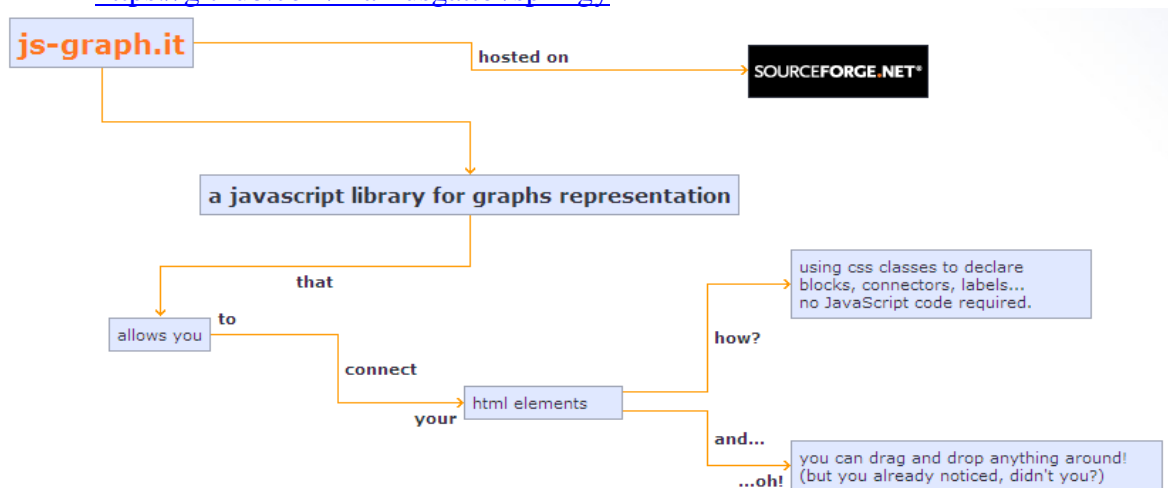 js-graph.it
hosted on
SOURCEFORGE.NET®
a javascript library for graphs representation
that
allows you
to
connect
your
html elements
how?
using css classes to declare
blocks, connectors, labels...
no JavaScript code required.
and...
...oh!
you can drag and drop anything around!
(but you already noticed, didn't you?)